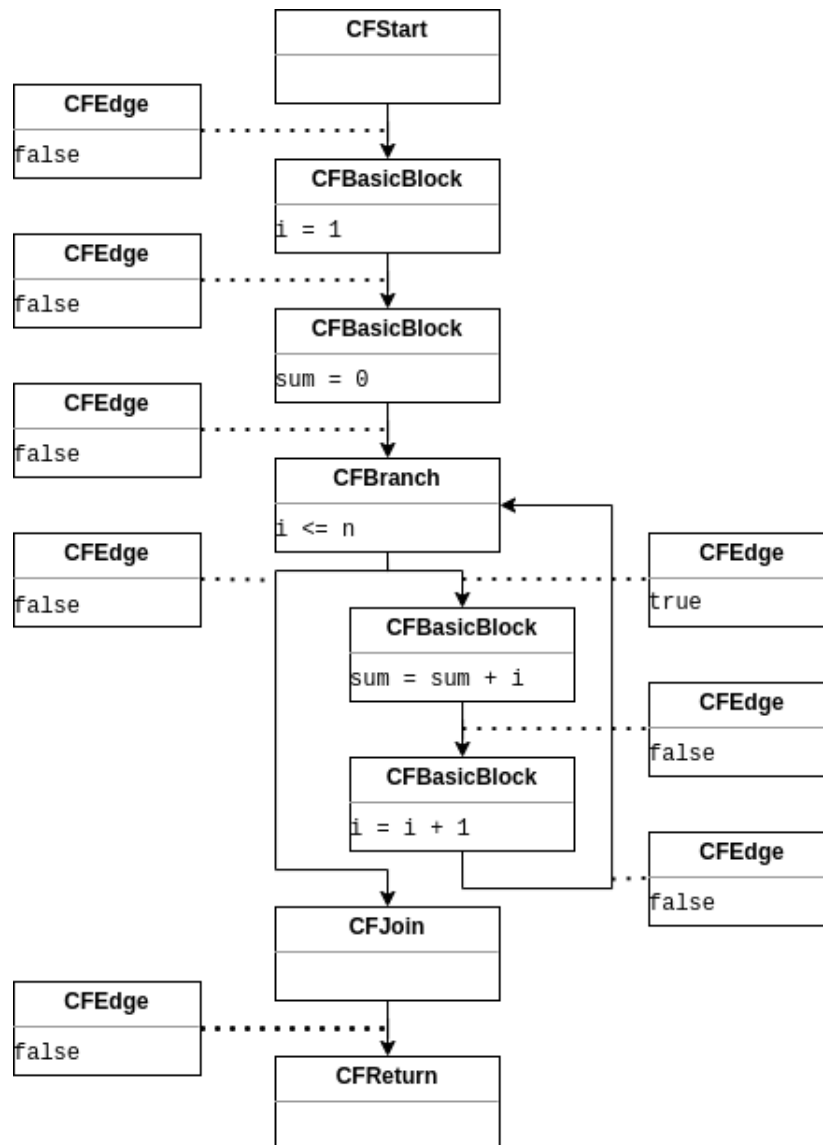 CFStart
CFEdge
false
CFBasicBlock
i = 1
CFEdge
false
CFBasicBlock
sum = 0
CFEdge
false
CFBranch
i <= n
CFEdge
false
CFEdge
true
CFBasicBlock
sum = sum + i
CFEdge
false
CFBasicBlock
i = i + 1
CFEdge
false
CFJoin
CFEdge
false
CFReturn